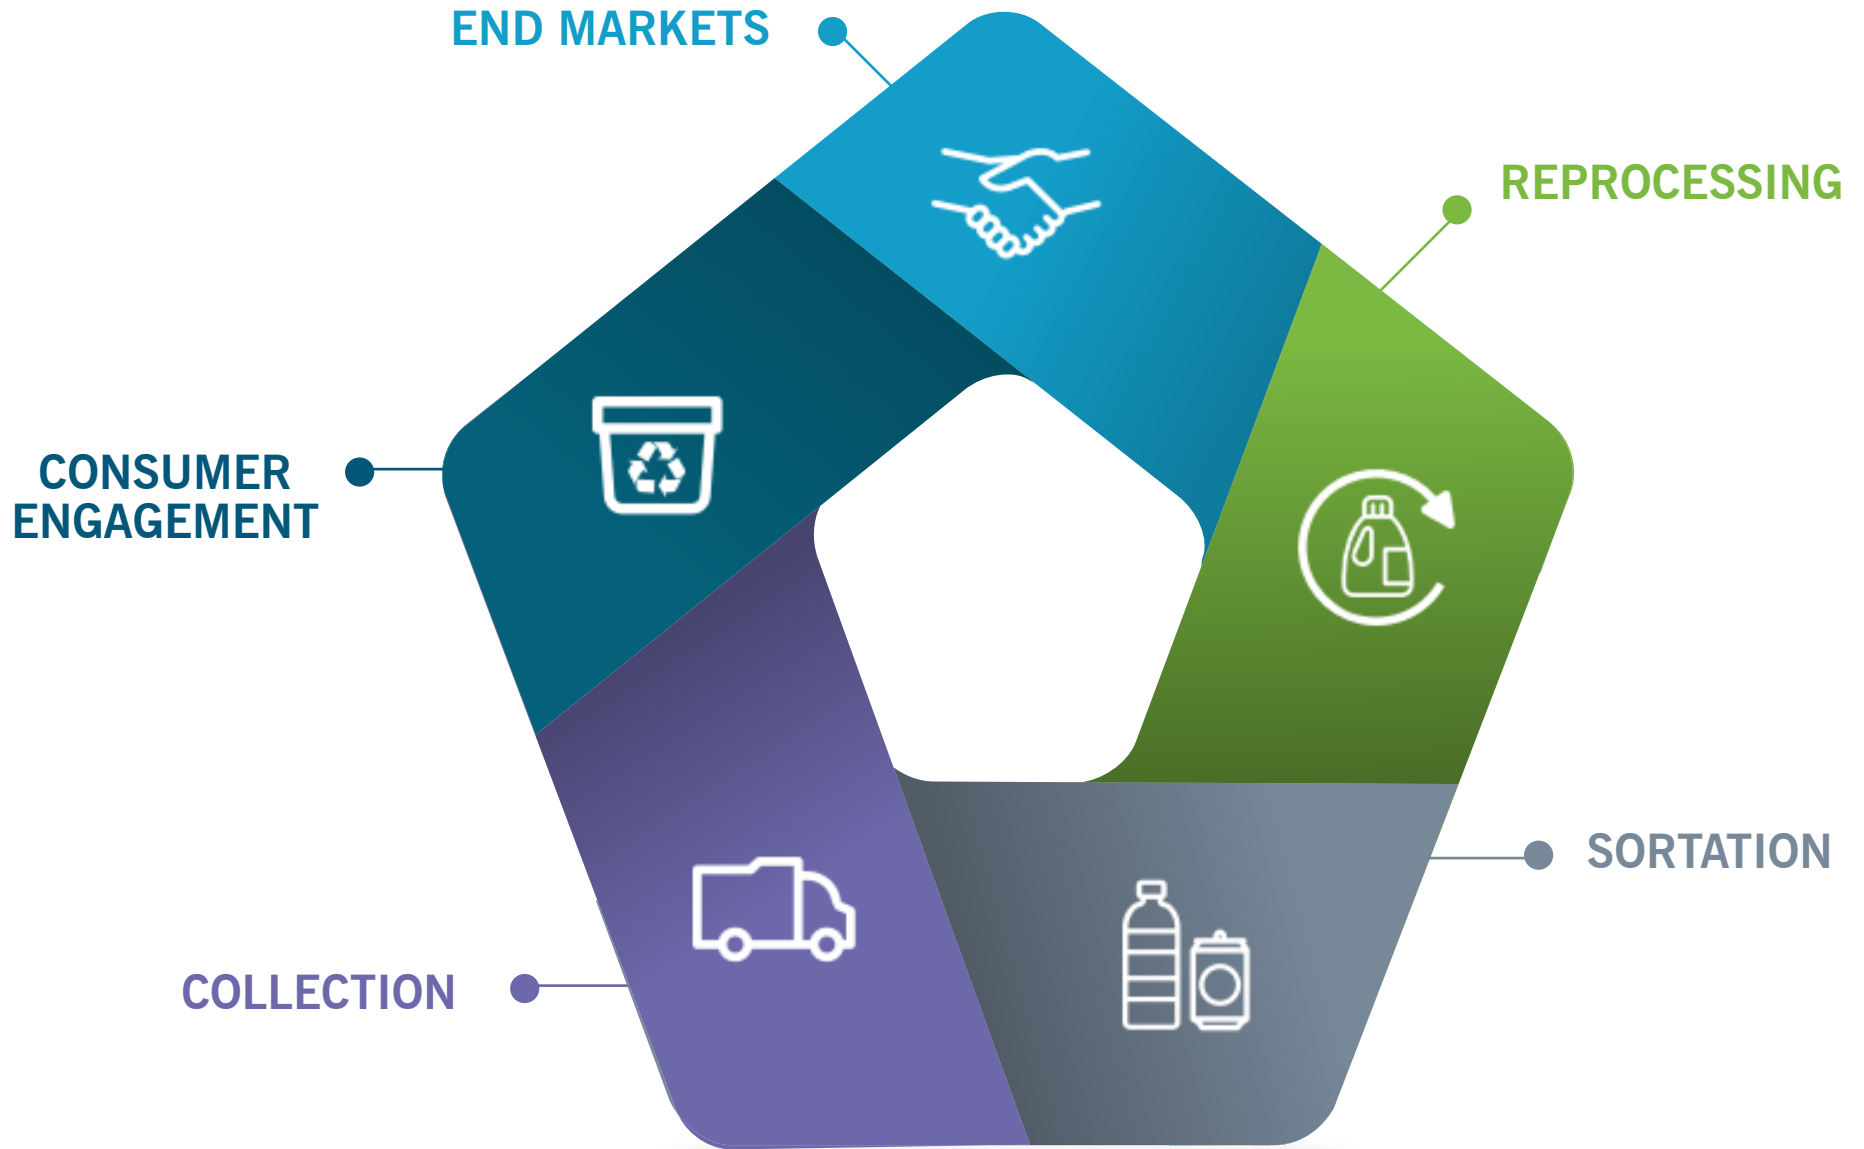 END MARKETS
REPROCESSING
CONSUMER
ENGAGEMENT
SORTATION
COLLECTION